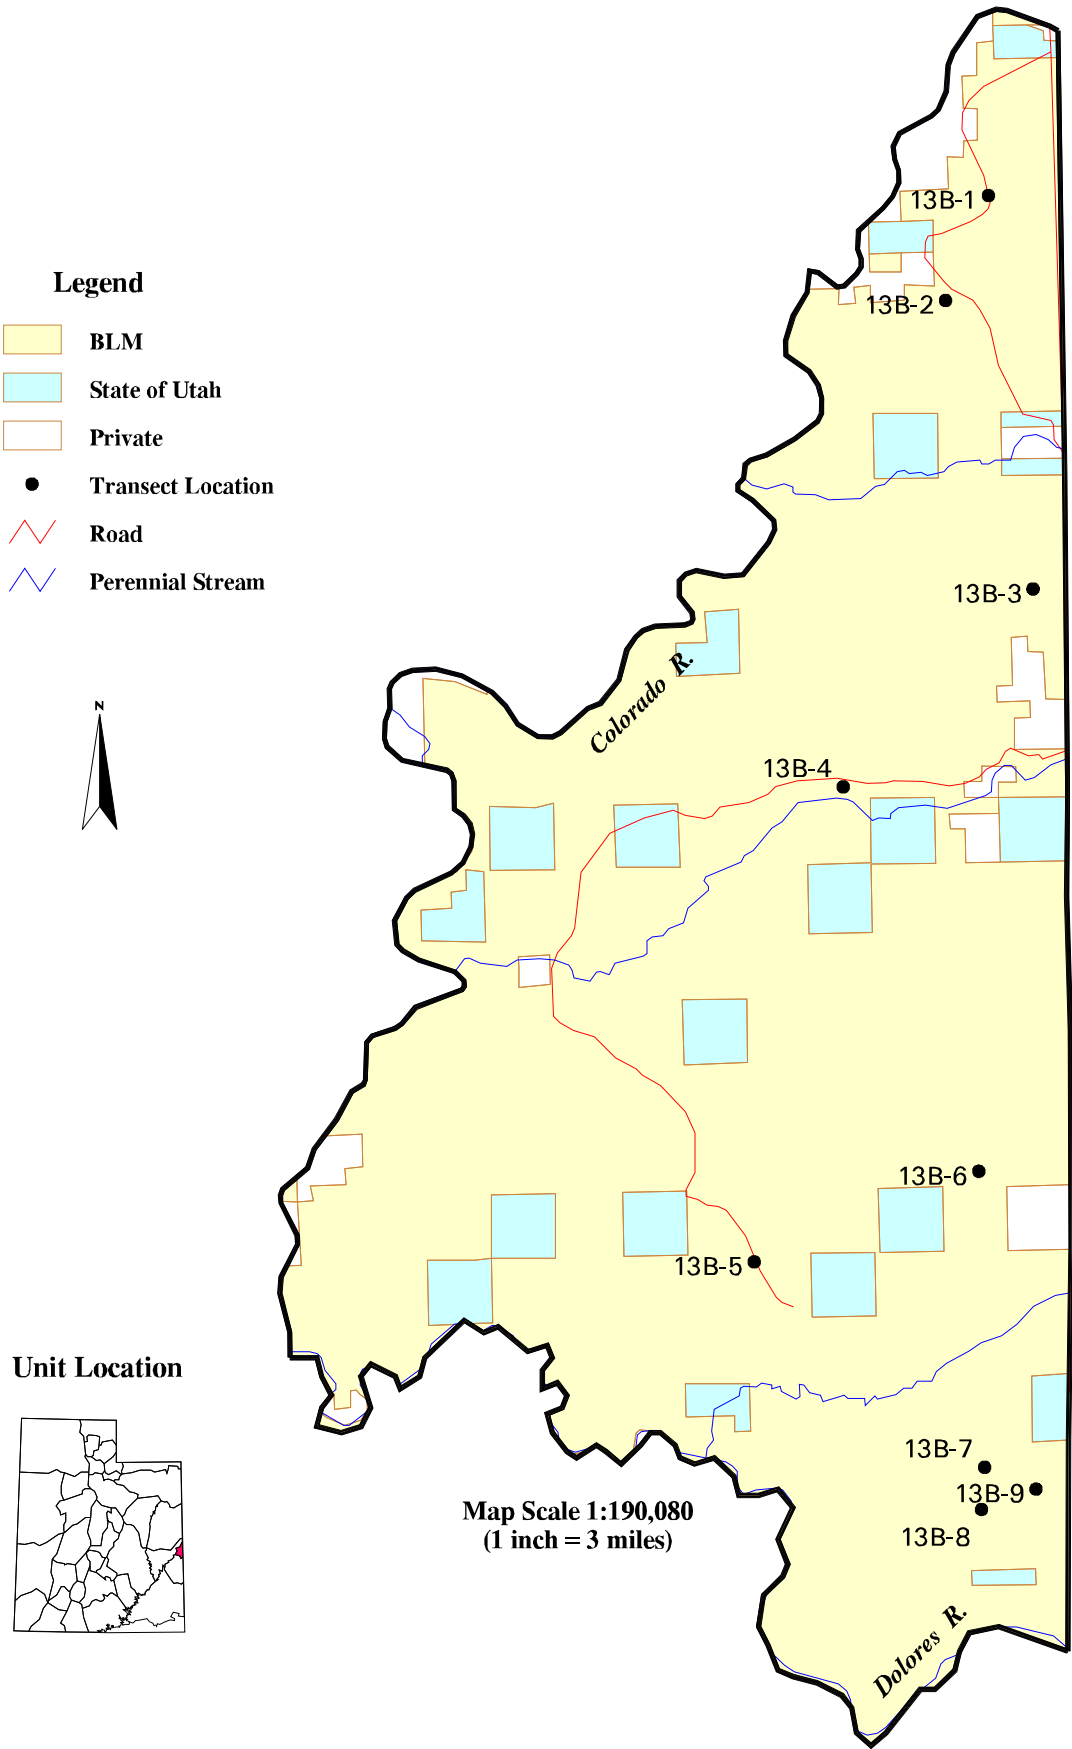 Legend
BLM
State of Utah
Private
Transect Location
Road
Perennial Stream
N
13B-1
13B-2
13B-3
Colorado R.
13B-4
13B-6
13B-5
Unit Location
13B-7
13B-9
13B-8
Map Scale 1:190,080
(1 inch = 3 miles)
Dolores R.